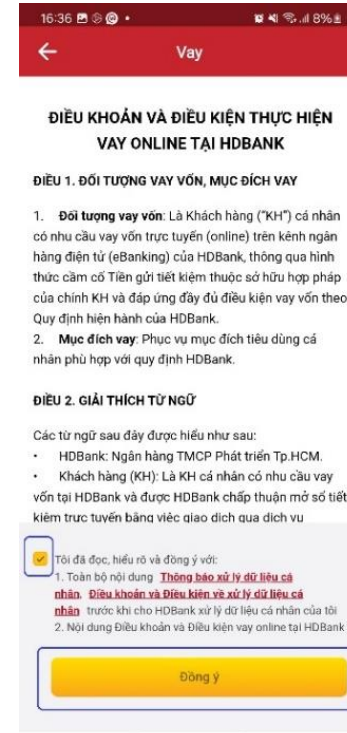 16:36 8%
Vay
ĐIỀU KHOẢN VÀ ĐIỀU KIỆN THỰC HIỆN
VAY ONLINE TẠI HDBANK
ĐIỀU 1. ĐỐI TƯỢNG VAY VỐN, MỤC ĐÍCH VAY
1. Đối tượng vay vốn: Là Khách hàng ("KH") cá nhân
có nhu cầu vay vốn trực tuyến (online) trên kênh ngân
hàng điện tử (eBanking) của HDBank, thông qua hình
thức cầm cố Tiền gửi tiết kiệm thuộc sở hữu hợp pháp
của chính KH và đáp ứng đầy đủ điều kiện vay vốn theo
Quy định hiện hành của HDBank.
2. Mục đích vay: Phục vụ mục đích tiêu dùng cá
nhân phù hợp với quy định HDBank.
ĐIỀU 2. GIẢI THÍCH TỪ NGỮ
Các từ ngữ sau đây được hiểu như sau:
• HDBank: Ngân hàng TMCP Phát triển Tp.HCM.
• Khách hàng (KH): Là KH cá nhân có nhu cầu vay
vốn tại HDBank và được HDBank chấp thuận mở sổ tiết
kiệm trực tuyến bằng việc giao dịch qua dịch vụ
Tôi đã đọc, hiểu rõ và đồng ý với:
1. Toàn bộ nội dung Thông báo xử lý dữ liệu cá
nhân, Điều khoản và Điều kiện về xử lý dữ liệu cá
nhân trước khi cho HDBank xử lý dữ liệu cá nhân của tôi
2. Nội dung Điều khoản và Điều kiện vay online tại HDBank
Đồng ý